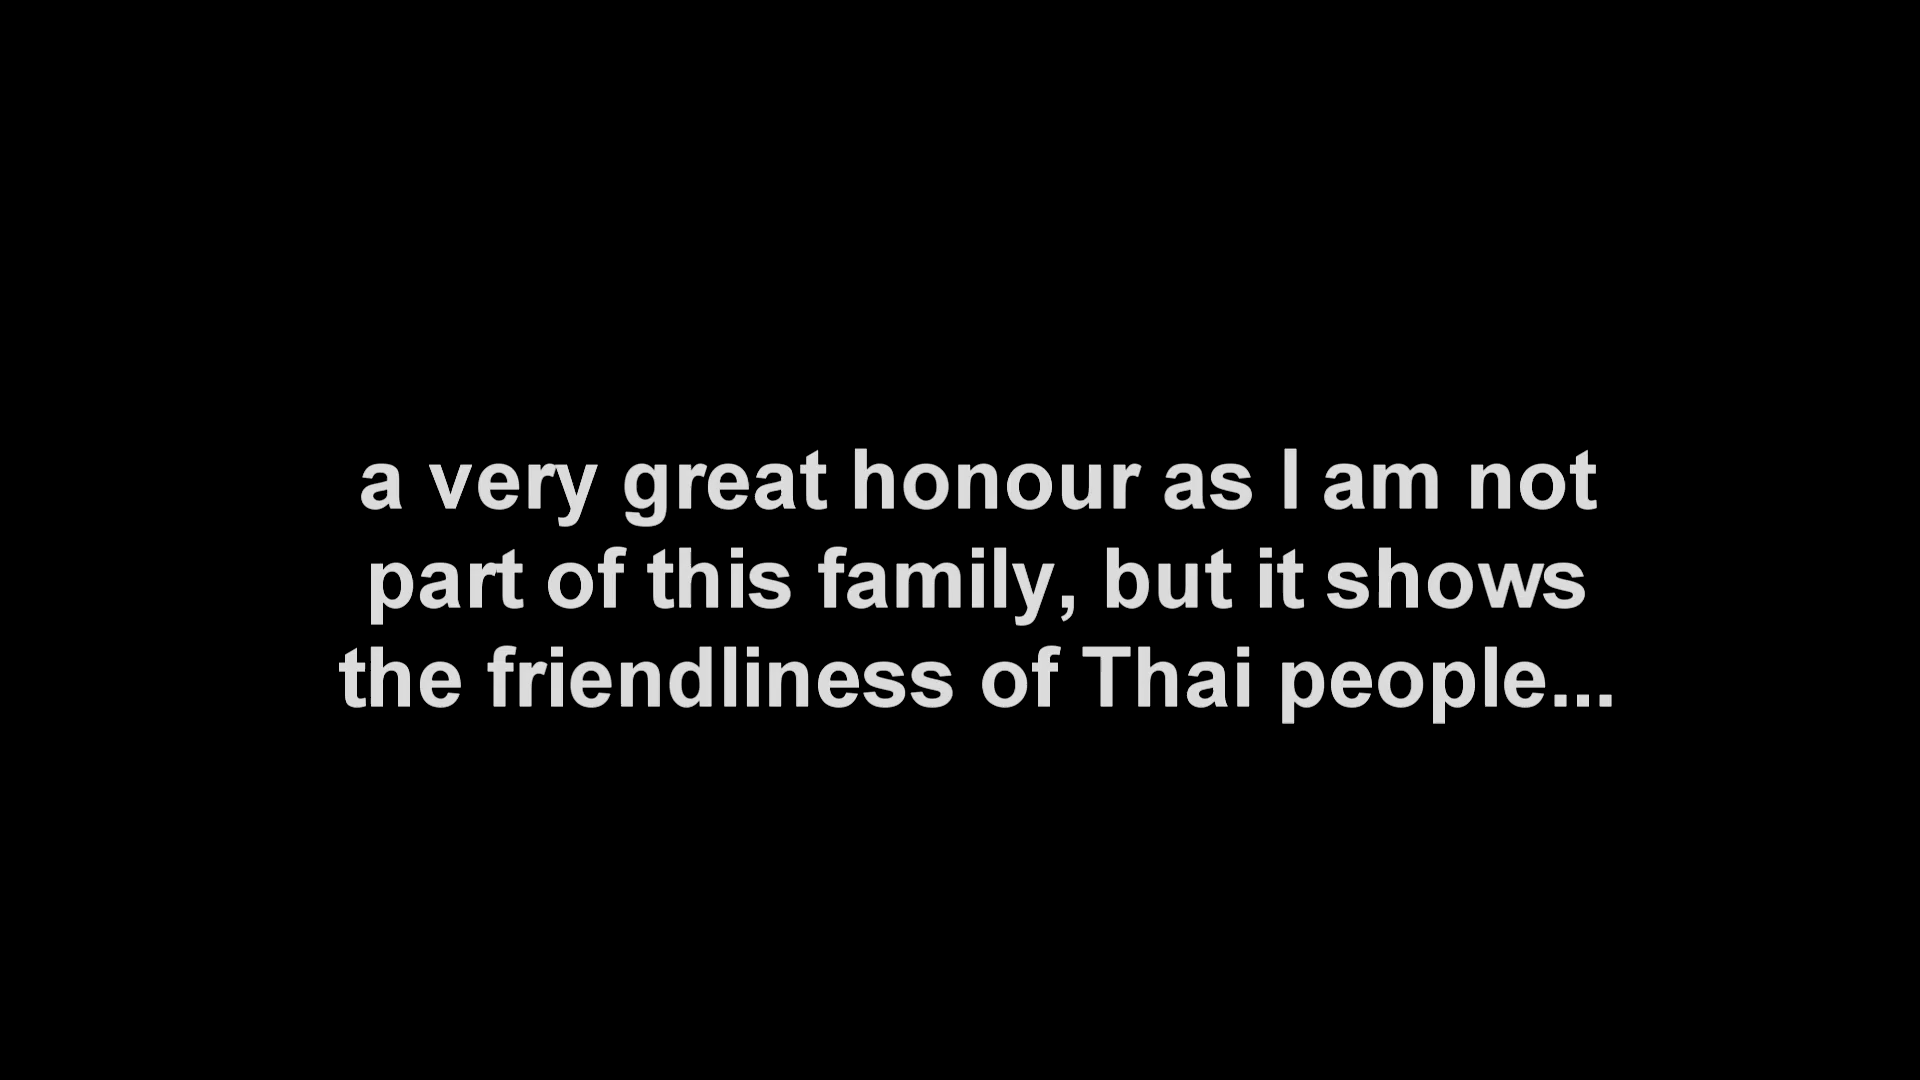 a very great honour as I am not
part of this family, but it shows
the friendliness of Thai people...